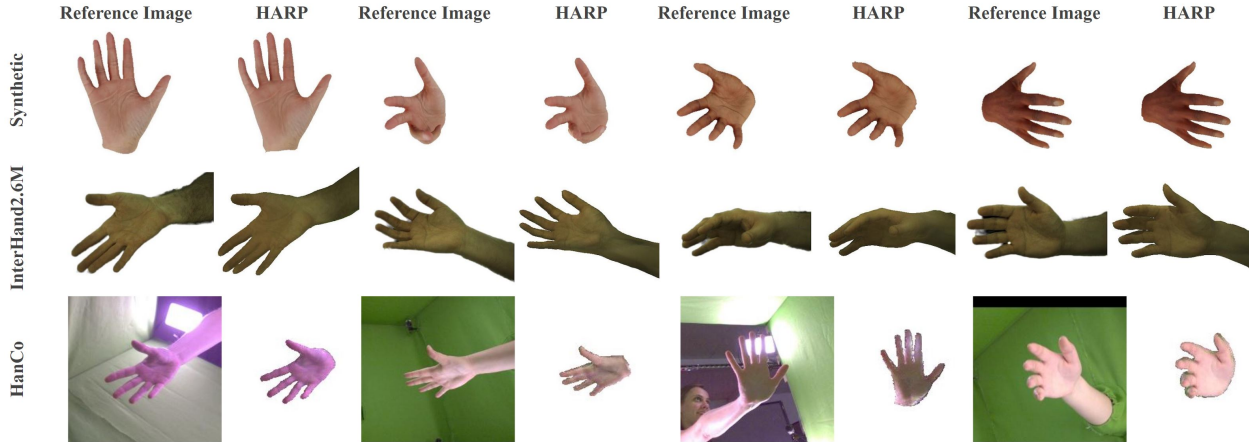 Reference Image HARP Reference Image HARP Reference Image HARP Reference Image HARP
Synthetic
InterHand2.6M
HanCo